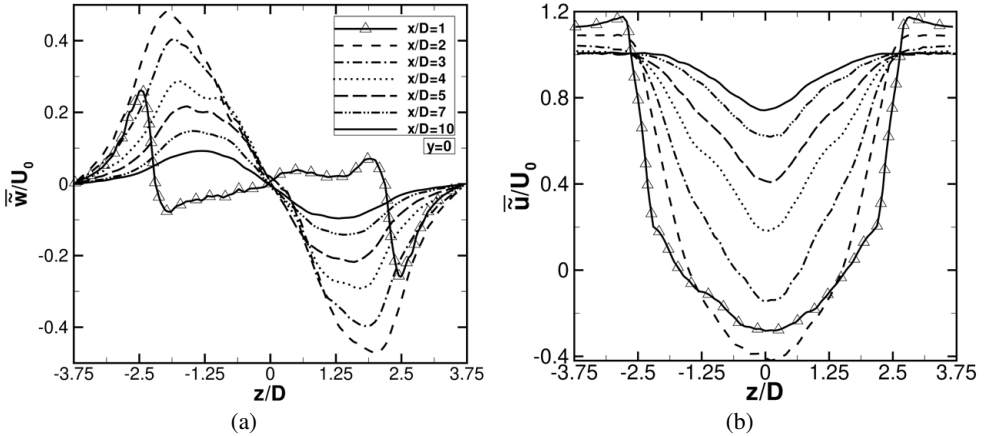 0.4
0.2
0
-0.2
-0.4
w̃̅/U₀
-3.75 -2.5 -1.25 0 1.25 2.5 3.75
z/D
x/D=1
x/D=2
x/D=3
x/D=4
x/D=5
x/D=7
x/D=10
y=0
(a)
1.2
0.8
0.4
0
-0.4
ũ̅/U₀
-3.75 -2.5 -1.25 0 1.25 2.5 3.75
z/D
(b)